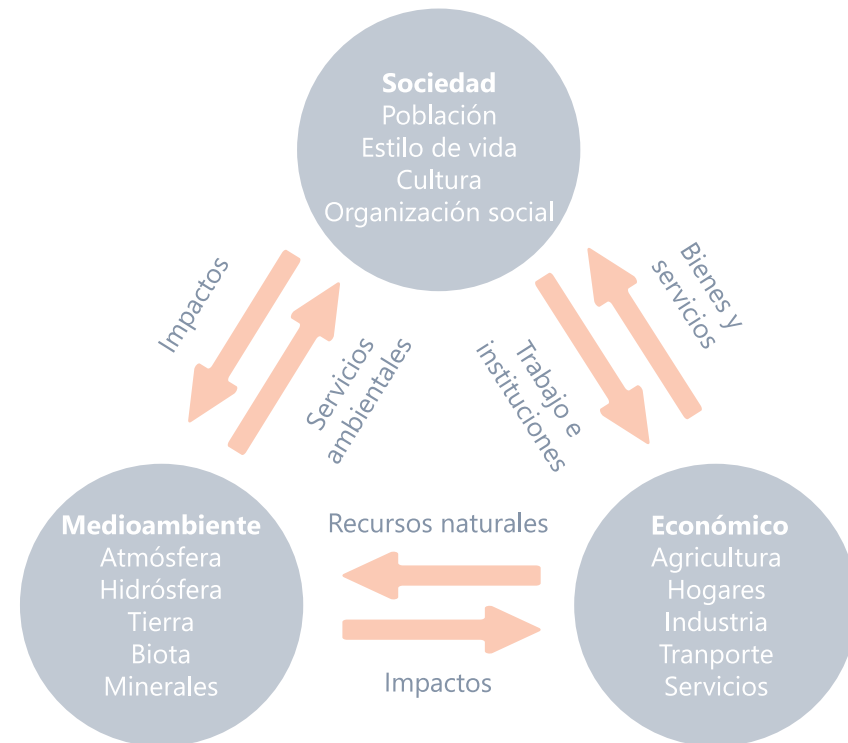 Sociedad
Población
Estilo de vida
Cultura
Organización social
Impactos
Servicios
ambientales
Trabajo e
instituciones
Bienes y
servicios
Medioambiente
Atmósfera
Hidrósfera
Tierra
Biota
Minerales
Recursos naturales
Impactos
Económico
Agricultura
Hogares
Industria
Tranporte
Servicios